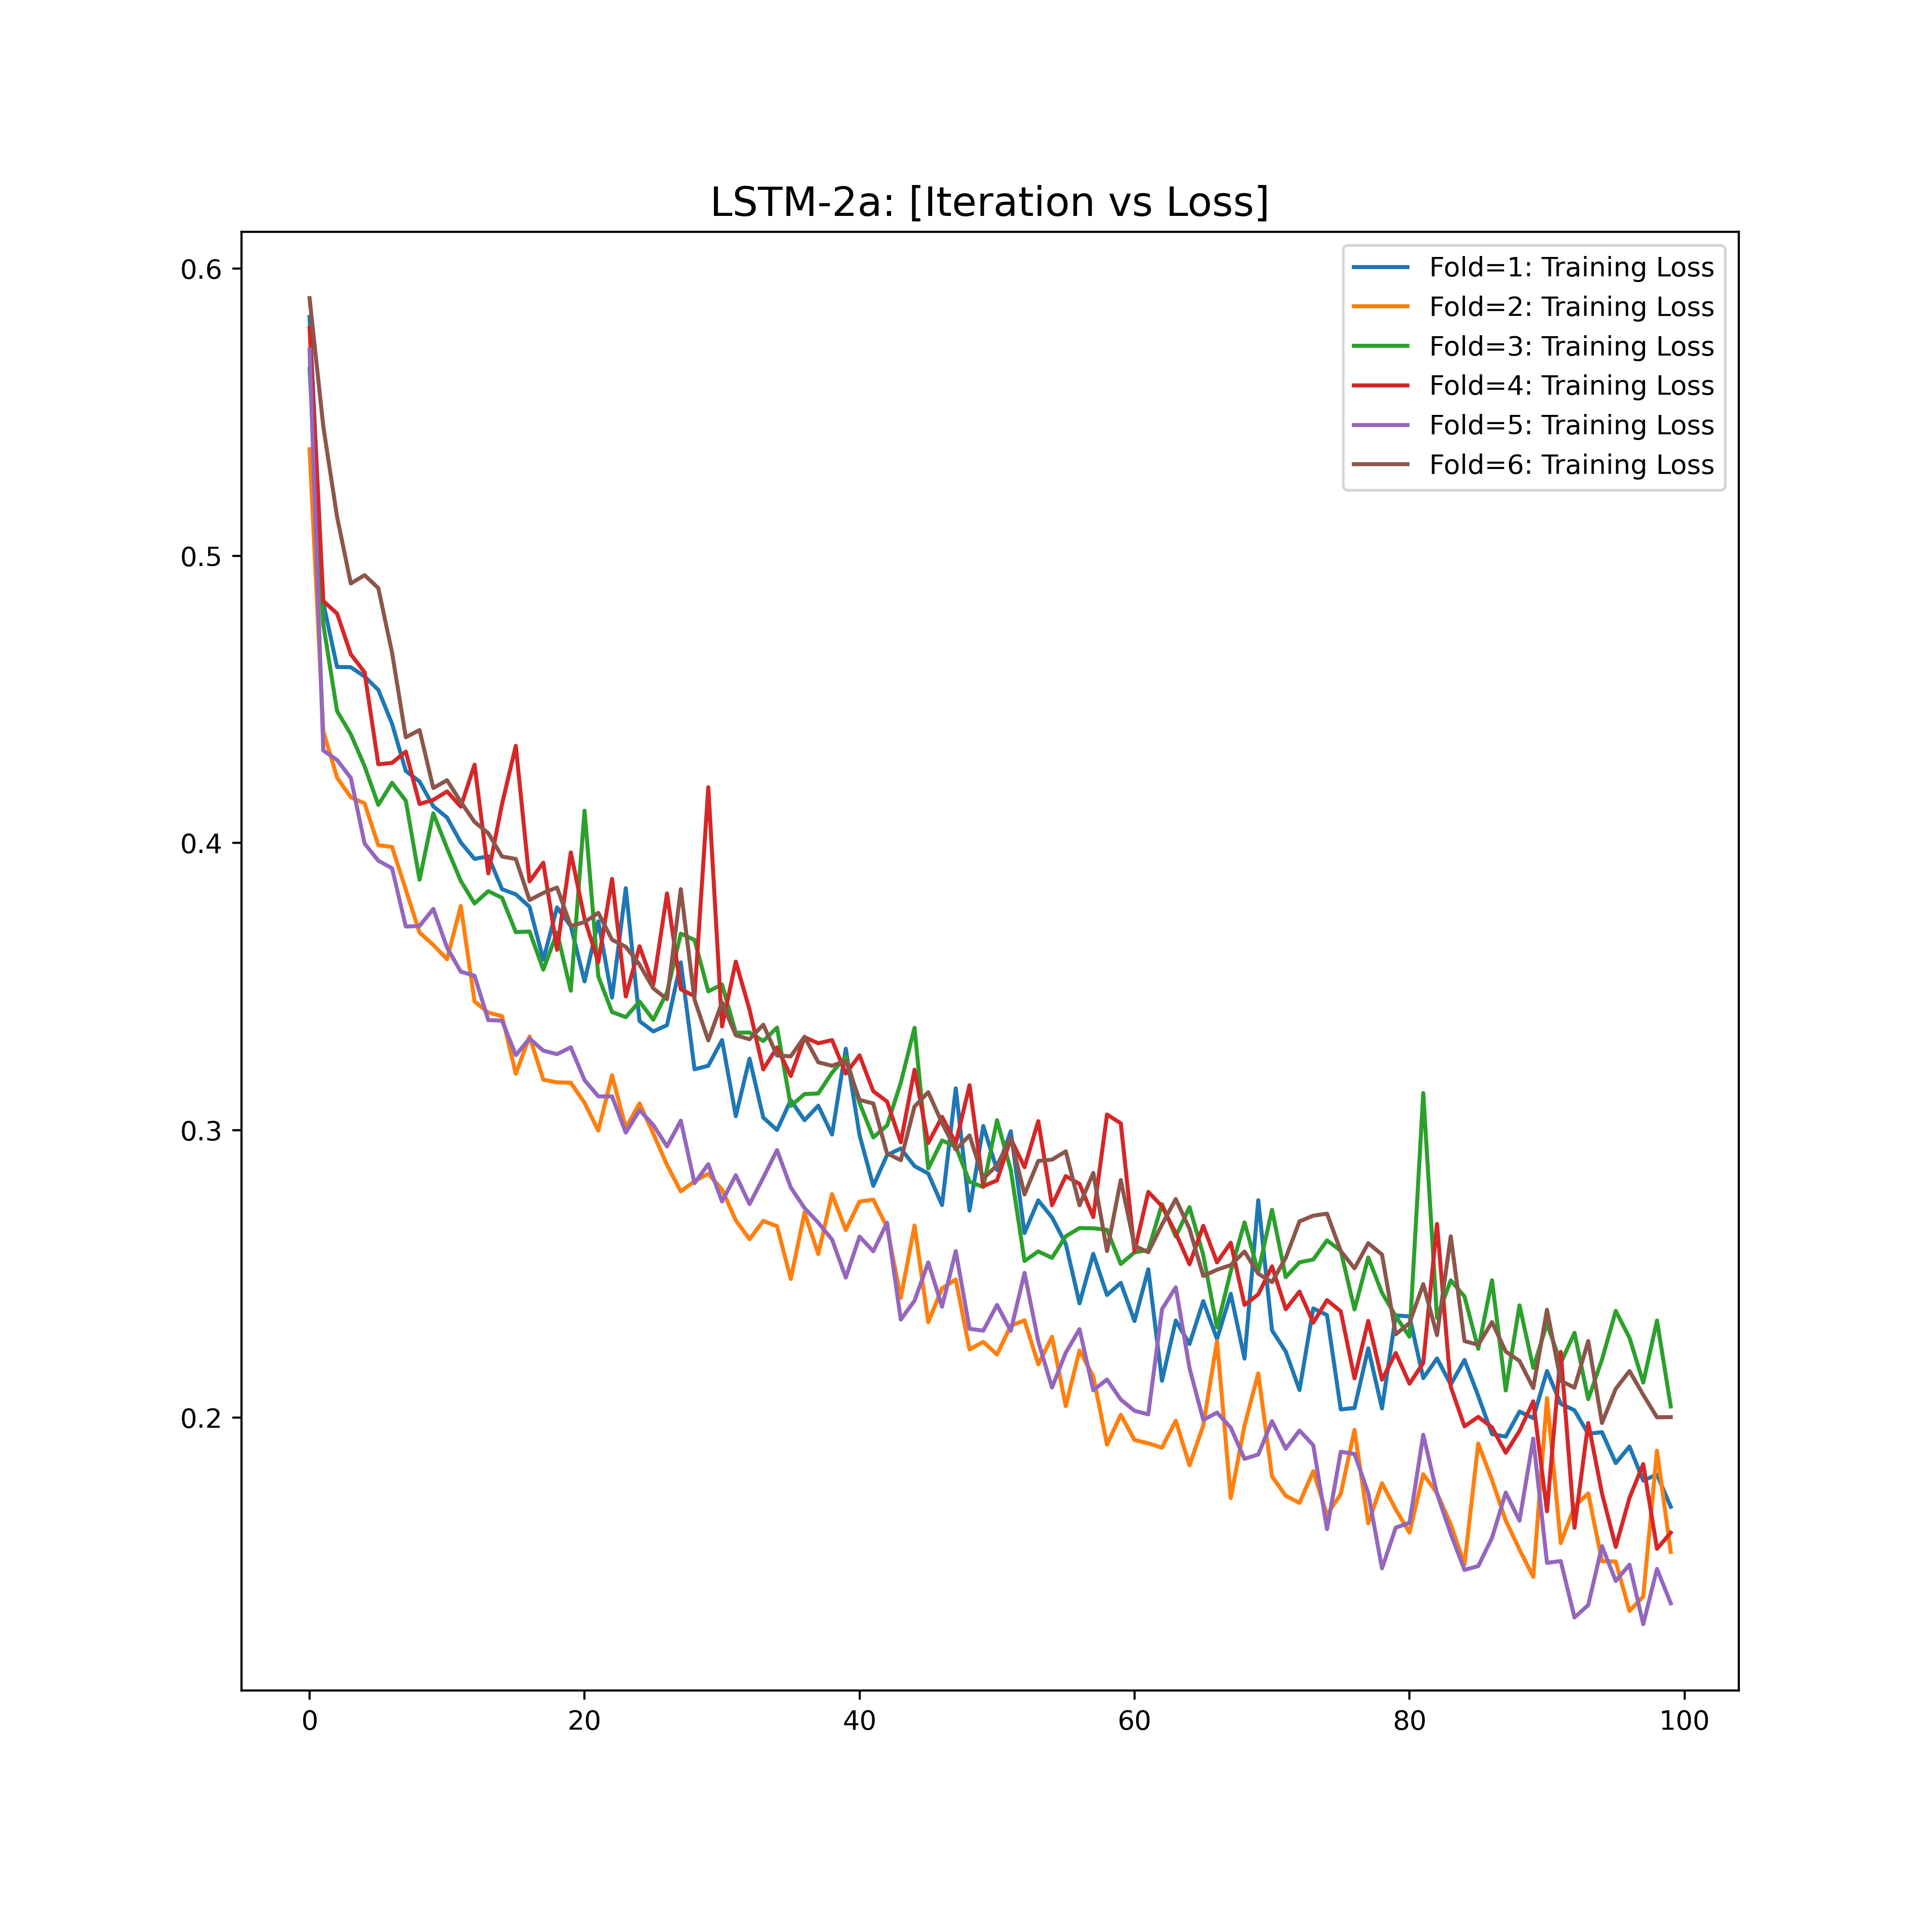 LSTM-2a: [Iteration vs Loss]
0.6
0.5
0.4
0.3
0.2
0
20
40
60
80
100
Fold=1: Training Loss
Fold=2: Training Loss
Fold=3: Training Loss
Fold=4: Training Loss
Fold=5: Training Loss
Fold=6: Training Loss